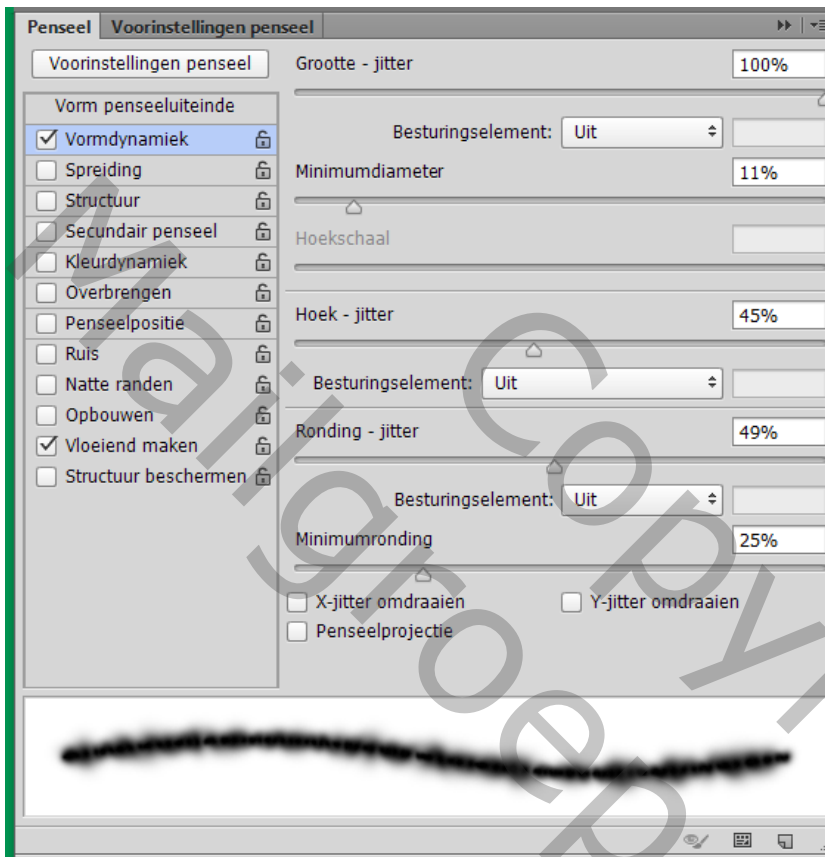 Penseel Voorinstellingen penseel
Voorinstellingen penseel
Vorm penseeluiteinde
Vormdynamiek
Spreiding
Structuur
Secundair penseel
Kleurdynamiek
Overbrengen
Penseelpositie
Ruis
Natte randen
Opbouwen
Vloeiend maken
Structuur beschermen
Grootte - jitter 100%
Besturingselement: Uit
Minimumdiameter 11%
Hoekschaal
Hoek - jitter 45%
Besturingselement: Uit
Ronding - jitter 49%
Besturingselement: Uit
Minimumronding 25%
X-jitter omdraaien Y-jitter omdraaien
Penseelprojectie